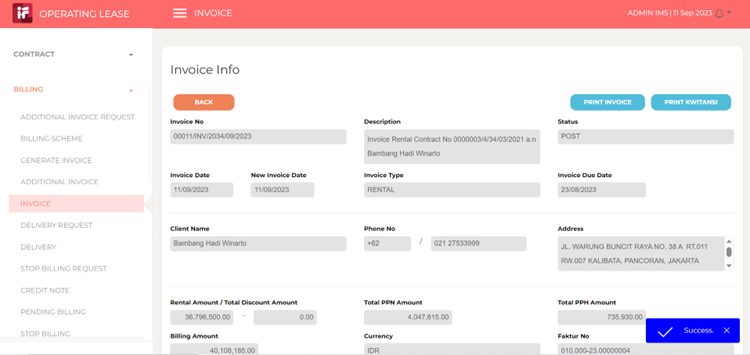 iF OPERATING LEASE
INVOICE
ADMIN IMS | 11 Sep 2023
CONTRACT
BILLING
ADDITIONAL INVOICE REQUEST
BILLING SCHEME
GENERATE INVOICE
ADDITIONAL INVOICE
INVOICE
DELIVERY REQUEST
DELIVERY
STOP BILLING REQUEST
CREDIT NOTE
PENDING BILLING
STOP BILLING
Invoice Info
BACK
PRINT INVOICE
PRINT KWITANSI
Invoice No
00011/INV/2034/09/2023
Description
Invoice Rental Contract No 0000003/4/34/03/2021 a.n
Bambang Hadi Winarto
Status
POST
Invoice Date
11/09/2023
New Invoice Date
11/09/2023
Invoice Type
RENTAL
Invoice Due Date
23/08/2023
Client Name
Bambang Hadi Winarto
Phone No
+62 / 021 27533999
Address
JL. WARUNG BUNCIT RAYA NO. 38 A RT.011
RW.007 KALIBATA, PANCORAN, JAKARTA
Rental Amount / Total Discount Amount
36,796,500.00 - 0.00
Total PPN Amount
4,047,615.00
Total PPH Amount
735,930.00
Billing Amount
40,108,185.00
Currency
IDR
Faktur No
010.000-23.00000004
Success.